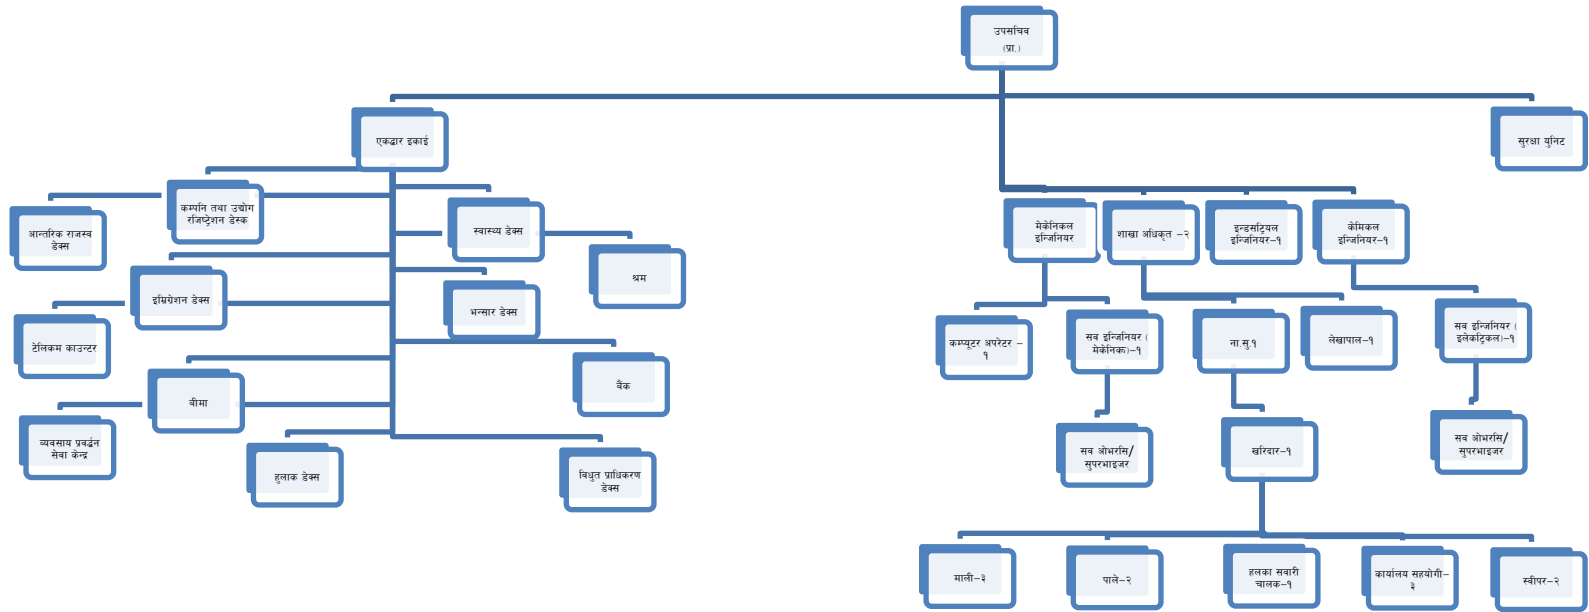 उपसचिव
(प्रा.)
एकद्वार इकाई
सुरक्षा युनिट
कम्पनि तथा उद्योग
रजिष्ट्रेशन डेस्क
आन्तरिक राजस्व
डेक्स
स्वास्थ्य डेक्स
श्रम
इम्रिग्रेशन डेक्स
भन्सार डेक्स
टेलिकम काउन्टर
बैंक
बीमा
व्यवसाय प्रवर्द्धन
सेवा केन्द्र
हुलाक डेक्स
विधुत प्राधिकरण
डेक्स
मेकेनिकल
इन्जिनियर
शाखा अधिकृत –२
इन्डसट्रियल
इन्जिनियर–१
केमिकल
इन्जिनियर–१
कम्प्यूटर अपरेटर –
१
सव इन्जिनियर (
मेकेनिक)–१
ना.सु.१
लेखापाल–१
सव इन्जिनियर (
इलेकट्रिकल)–१
सव ओभरसि/
सुपरभाइजर
खरिदार–१
सव ओभरसि/
सुपरभाइजर
माली–३
पाले–२
हलका सवारी
चालक–१
कार्यालय सहयोगी–
३
स्वीपर–२